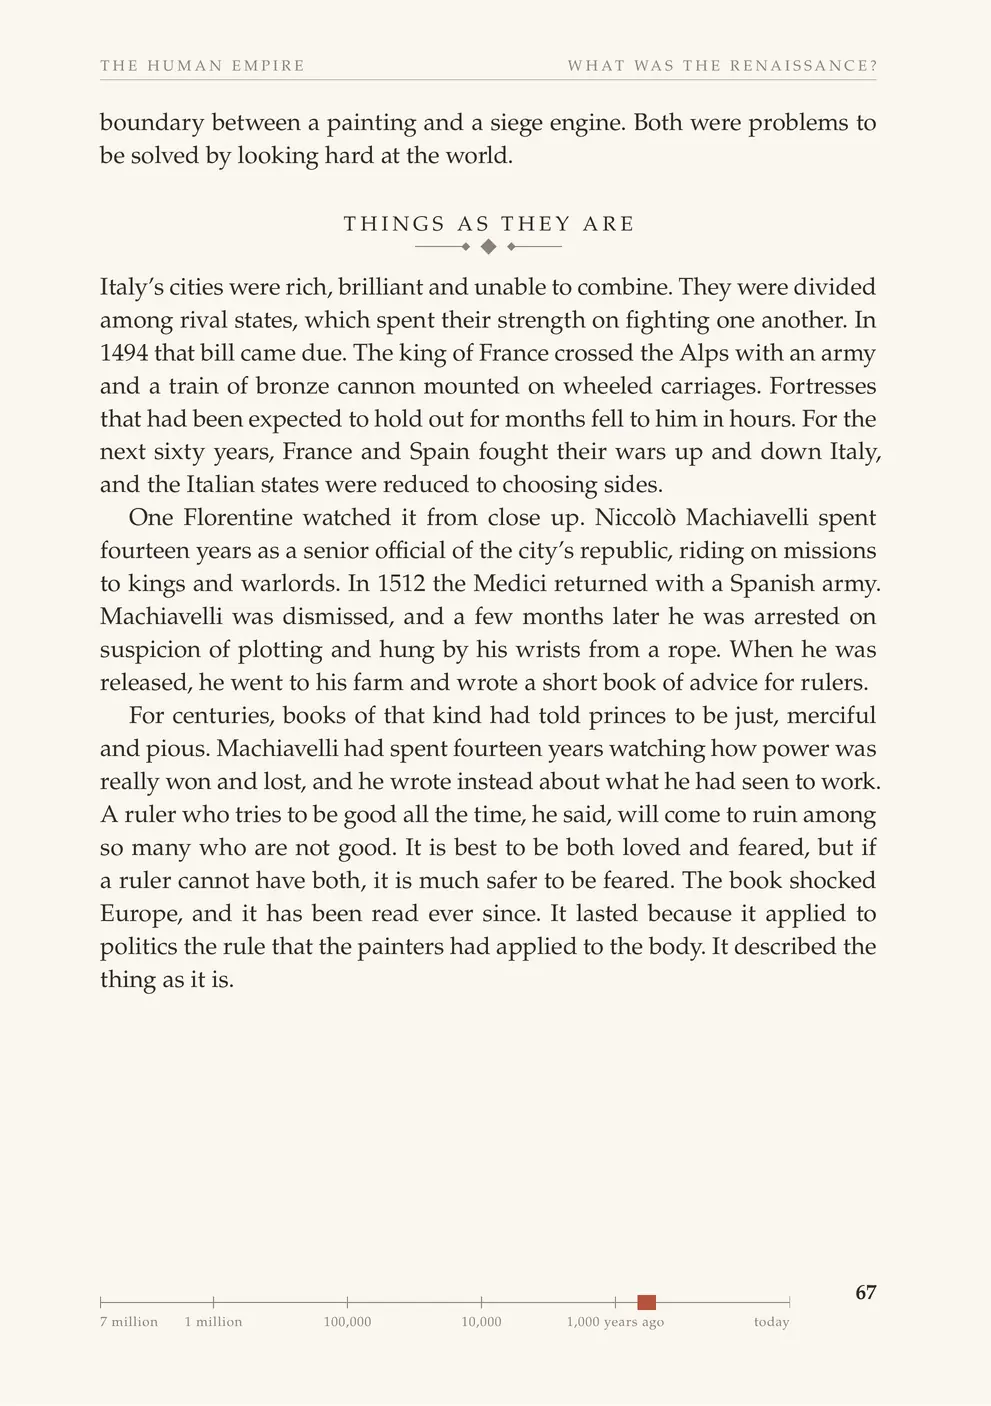 THE HUMAN EMPIRE
WHAT WAS THE RENAISSANCE?
boundary between a painting and a siege engine. Both were problems to
be solved by looking hard at the world.
THINGS AS THEY ARE
Italy’s cities were rich, brilliant and unable to combine. They were divided
among rival states, which spent their strength on fighting one another. In
1494 that bill came due. The king of France crossed the Alps with an army
and a train of bronze cannon mounted on wheeled carriages. Fortresses
that had been expected to hold out for months fell to him in hours. For the
next sixty years, France and Spain fought their wars up and down Italy,
and the Italian states were reduced to choosing sides.
One Florentine watched it from close up. Niccolò Machiavelli spent
fourteen years as a senior official of the city’s republic, riding on missions
to kings and warlords. In 1512 the Medici returned with a Spanish army.
Machiavelli was dismissed, and a few months later he was arrested on
suspicion of plotting and hung by his wrists from a rope. When he was
released, he went to his farm and wrote a short book of advice for rulers.
For centuries, books of that kind had told princes to be just, merciful
and pious. Machiavelli had spent fourteen years watching how power was
really won and lost, and he wrote instead about what he had seen to work.
A ruler who tries to be good all the time, he said, will come to ruin among
so many who are not good. It is best to be both loved and feared, but if
a ruler cannot have both, it is much safer to be feared. The book shocked
Europe, and it has been read ever since. It lasted because it applied to
politics the rule that the painters had applied to the body. It described the
thing as it is.
67
7 million 1 million 100,000 10,000 1,000 years ago today